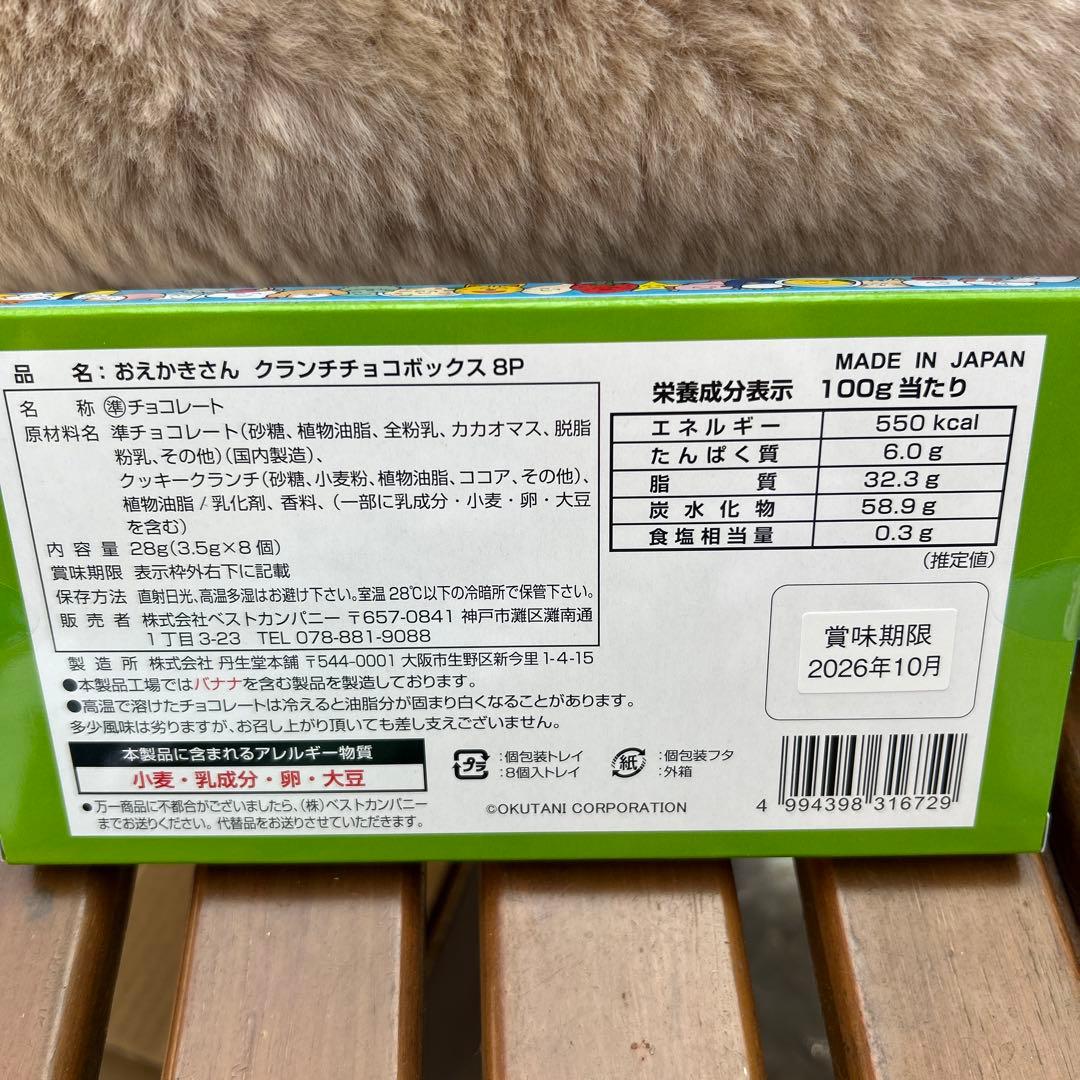 品 名：おえかきさん クランチチョコボックス 8P
名 称 ㊟チョコレート
原材料名 準チョコレート（砂糖、植物油脂、全粉乳、カカオマス、脱脂
粉乳、その他）（国内製造）、
クッキークランチ（砂糖、小麦粉、植物油脂、ココア、その他）、
植物油脂 / 乳化剤、香料、（一部に乳成分・小麦・卵・大豆
を含む）
内 容 量 28g（3.5g×8個）
賞味期限 表示枠外右下に記載
保存方法 直射日光、高温多湿はお避け下さい。室温28℃以下の冷暗所で保管下さい。
販 売 者 株式会社ベストカンパニー 〒657-0841 神戸市灘区灘南通
1丁目3-23 TEL 078-881-9088
製 造 所 株式会社 丹生堂本舗 〒544-0001 大阪市生野区新今里1-4-15
●本製品工場ではバナナを含む製品を製造しております。
●高温で溶けたチョコレートは冷えると油脂分が固まり白くなることがあります。
多少風味は劣りますが、お召し上がり頂いても差し支えございません。
本製品に含まれるアレルギー物質
小麦・乳成分・卵・大豆
●万一商品に不都合がございましたら、（株）ベストカンパニー
までお送りください。代替品をお送りさせていただきます。
プラ :個包装トレイ
:8個入トレイ
紙 :個包装フタ
:外箱
©OKUTANI CORPORATION
MADE IN JAPAN
栄養成分表示 100g当たり
エネルギー 550 kcal
たんぱく質 6.0 g
脂 質 32.3 g
炭水化物 58.9 g
食塩相当量 0.3 g
（推定値）
賞味期限
2026年10月
4 994398 316729